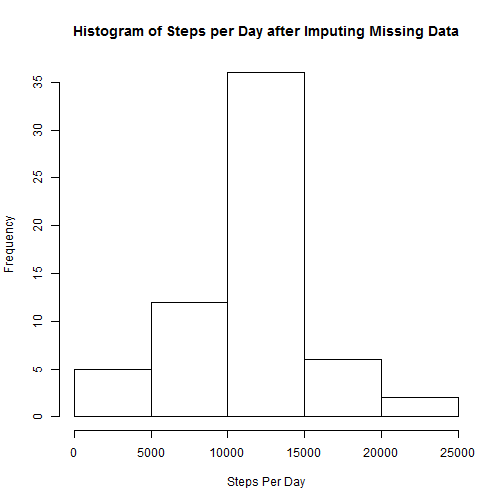 Histogram of Steps per Day after Imputing Missing Data
Frequency
35
30
25
20
15
10
5
0
0 5000 10000 15000 20000 25000
Steps Per Day